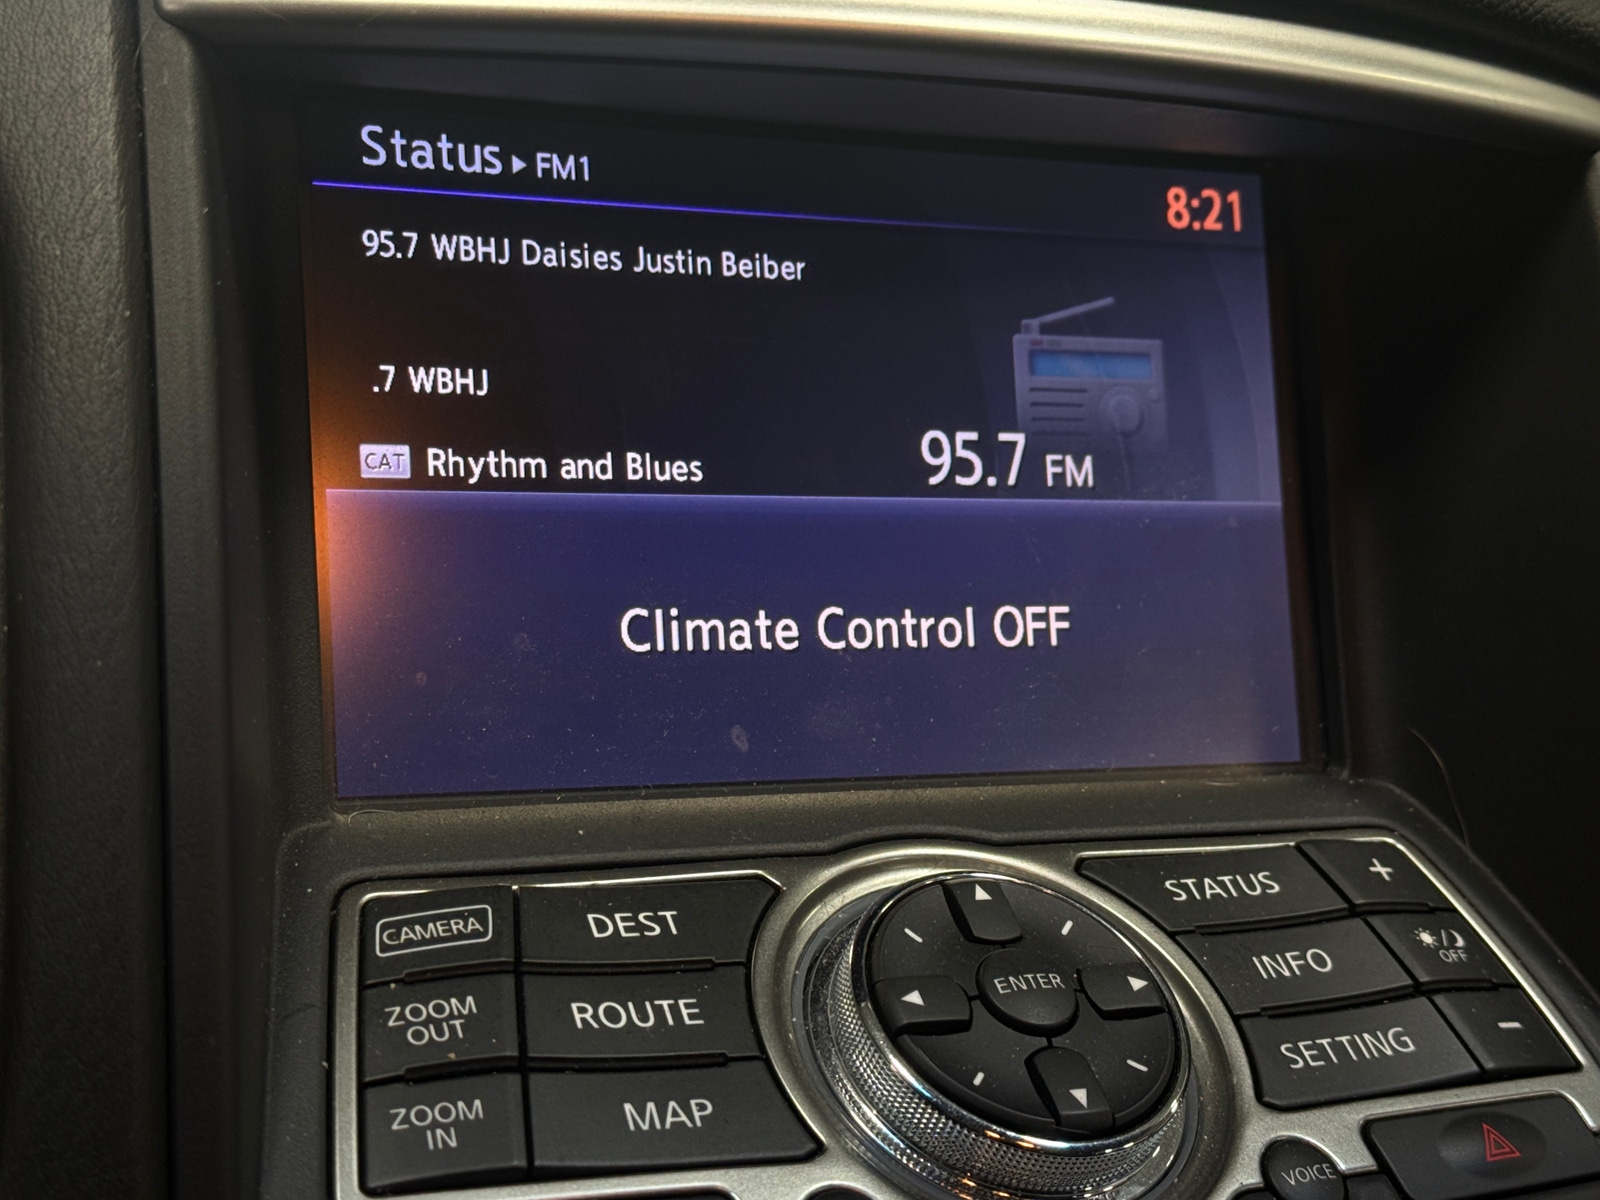 Status ▸ FM1
8:21
95.7 WBHJ Daisies Justin Beiber
.7 WBHJ
CAT Rhythm and Blues
95.7 FM
Climate Control OFF
CAMERA
DEST
ZOOM
OUT
ROUTE
ZOOM
IN
MAP
ENTER
STATUS
+
INFO
OFF
SETTING
−
VOICE